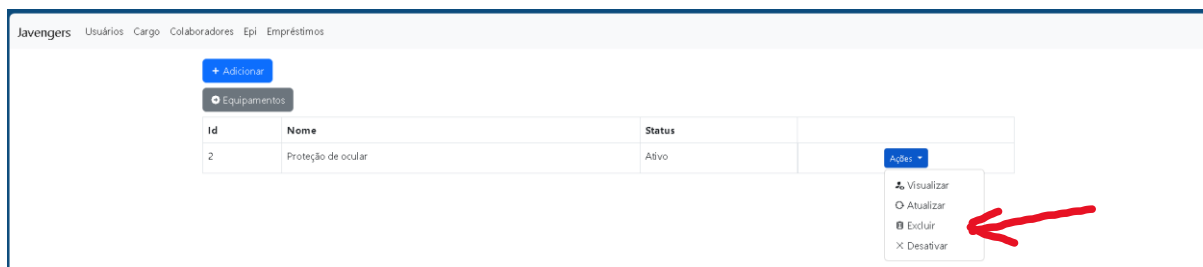 Javengers Usuários Cargo Colaboradores Epi Empréstimos
+ Adicionar
Equipamentos
Id Nome Status
2 Proteção de ocular Ativo Ações
Visualizar
Atualizar
Excluir
Desativar